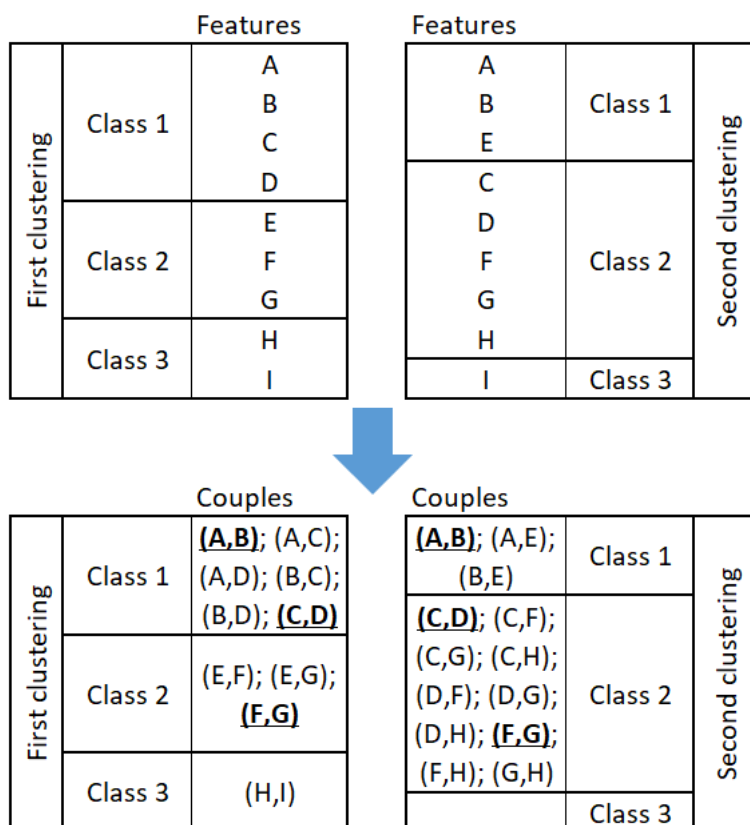 Features
First clustering
Class 1
A
B
C
D
Class 2
E
F
G
Class 3
H
I
Features
A
B
E
Class 1
C
D
F
G
H
Class 2
I
Class 3
Second clustering
Couples
First clustering
Class 1
(A,B); (A,C);
(A,D); (B,C);
(B,D); (C,D)
Class 2
(E,F); (E,G);
(F,G)
Class 3
(H,I)
Couples
(A,B); (A,E);
(B,E)
Class 1
(C,D); (C,F);
(C,G); (C,H);
(D,F); (D,G);
(D,H); (F,G);
(F,H); (G,H)
Class 2
Class 3
Second clustering